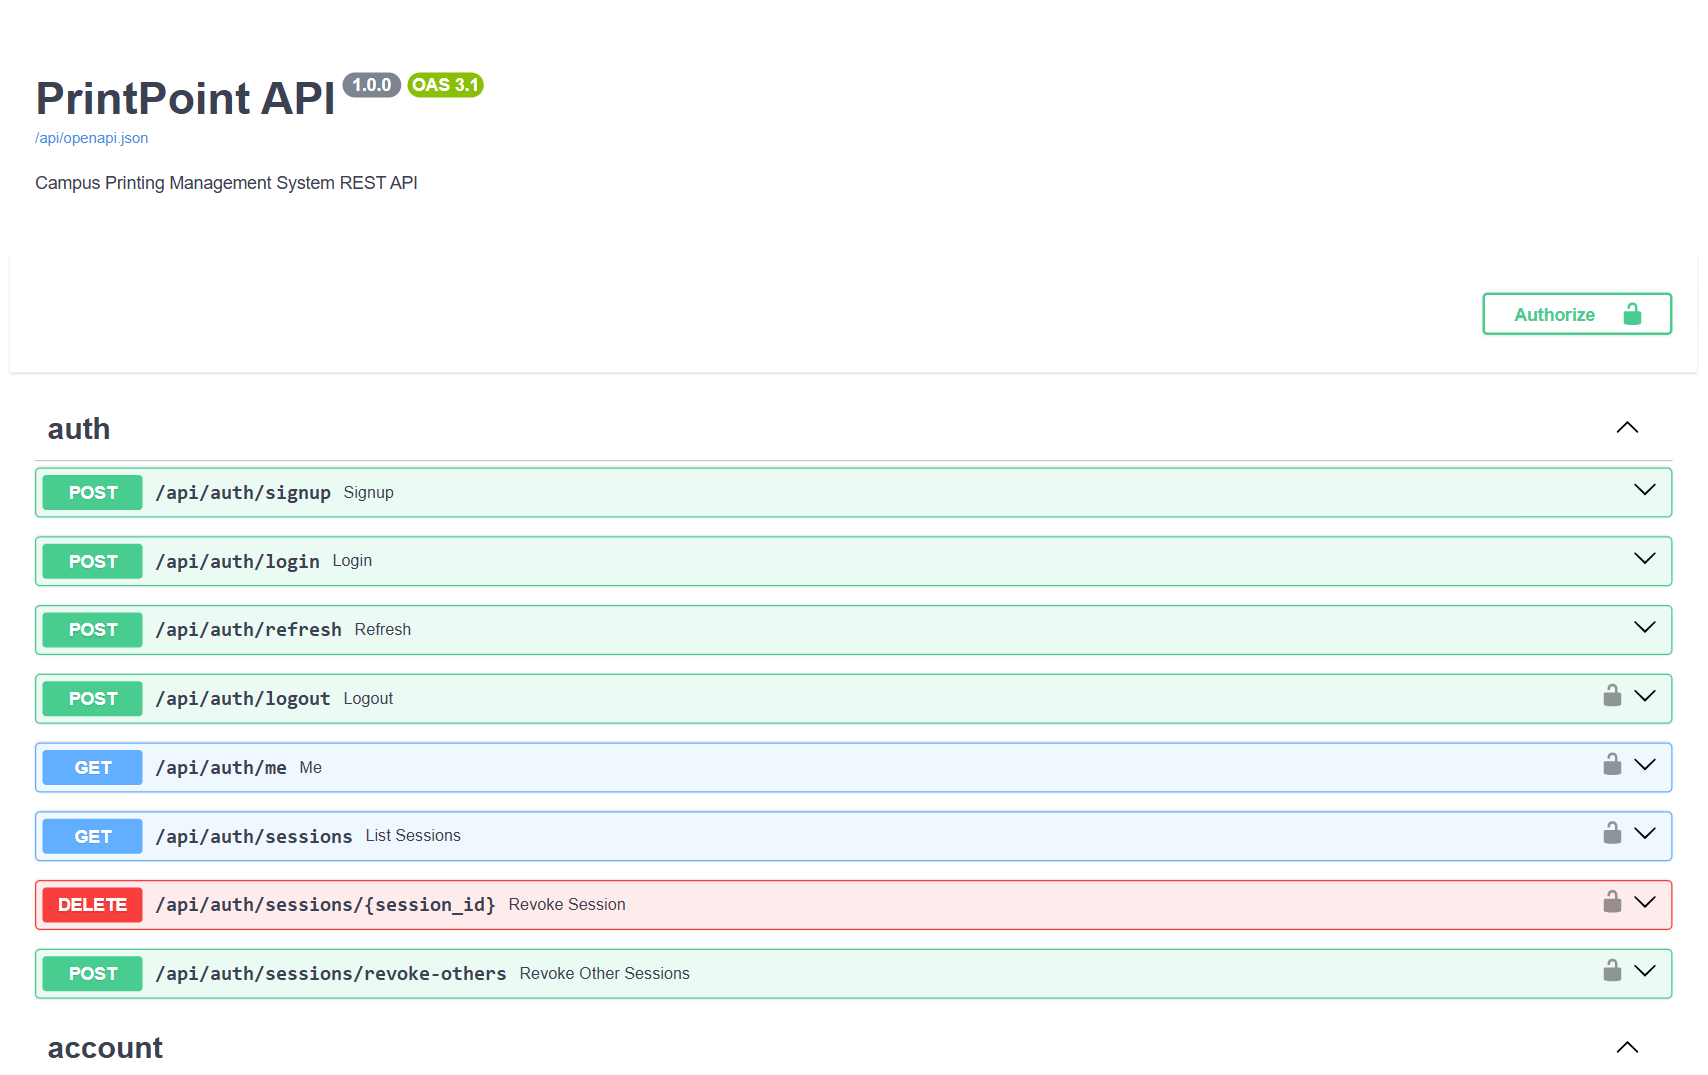 PrintPoint API 1.0.0 OAS 3.1
/api/openapi.json
Campus Printing Management System REST API
Authorize
auth
POST /api/auth/signup Signup
POST /api/auth/login Login
POST /api/auth/refresh Refresh
POST /api/auth/logout Logout
GET /api/auth/me Me
GET /api/auth/sessions List Sessions
DELETE /api/auth/sessions/{session_id} Revoke Session
POST /api/auth/sessions/revoke-others Revoke Other Sessions
account